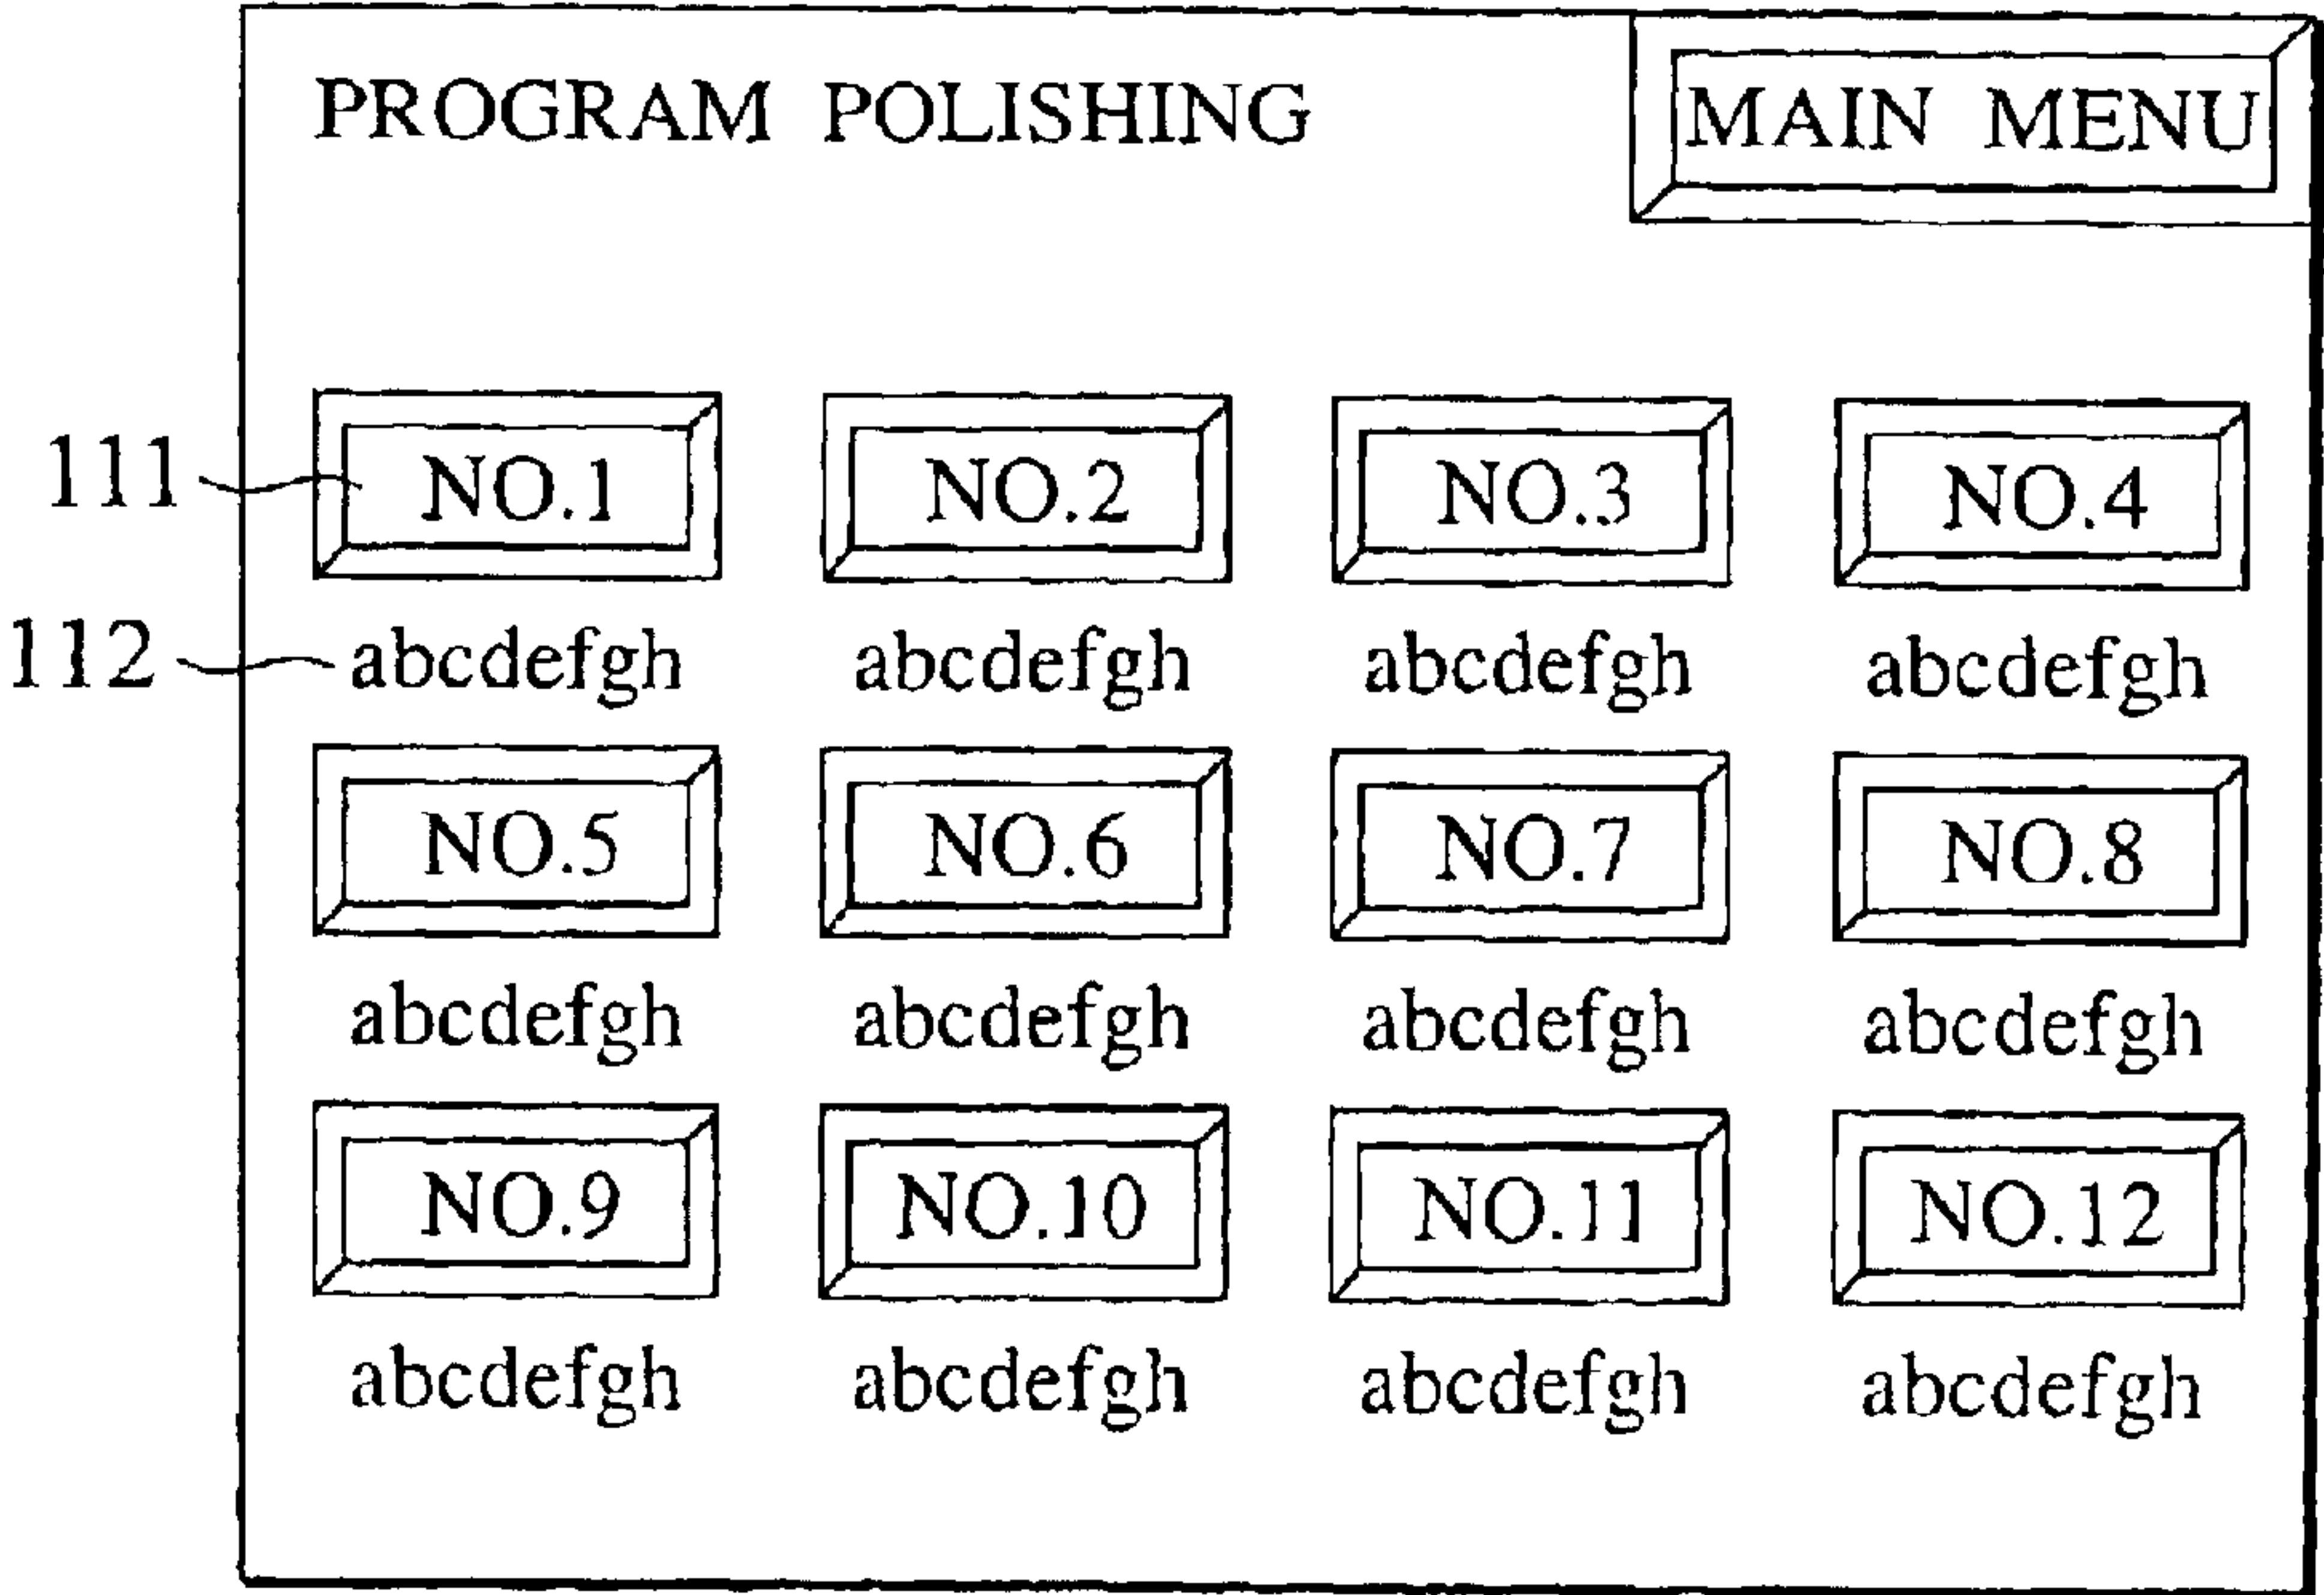 PROGRAM POLISHING MAIN MENU
111 NO.1 NO.2 NO.3 NO.4
112 abcdefgh abcdefgh abcdefgh abcdefgh
NO.5 NO.6 NO.7 NO.8
abcdefgh abcdefgh abcdefgh abcdefgh
NO.9 NO.10 NO.11 NO.12
abcdefgh abcdefgh abcdefgh abcdefgh